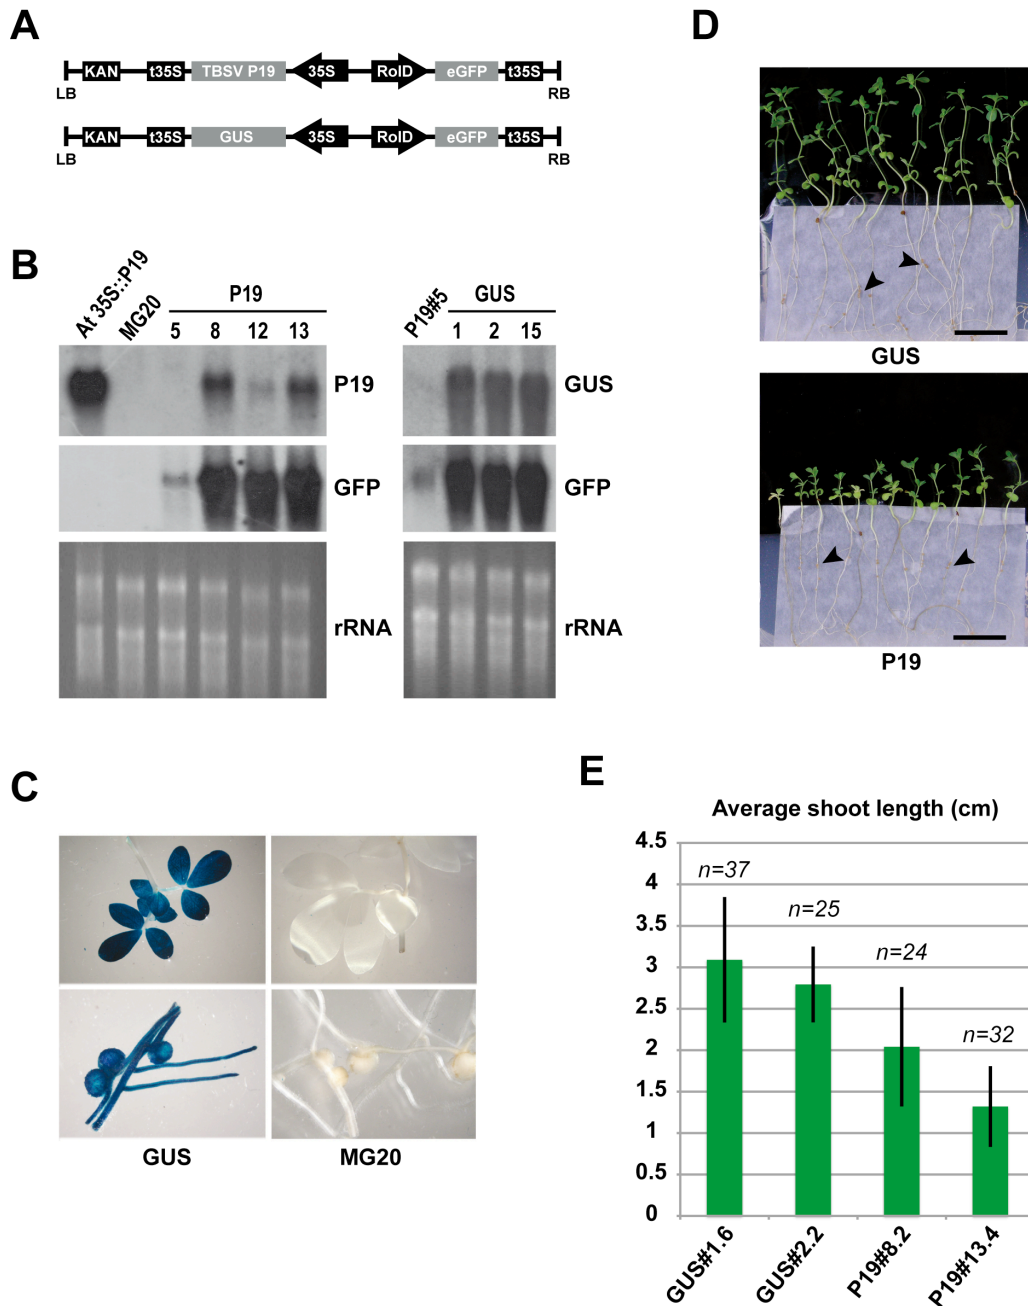 A
KAN t35S TBSV P19 35S RolD eGFP t35S
LB RB
KAN t35S GUS 35S RolD eGFP t35S
LB RB
B
At 35S::P19 MG20 P19
5 8 12 13
P19
GFP
rRNA
P19#5 GUS
1 2 15
GUS
GFP
rRNA
C
GUS MG20
D
GUS
P19
E
Average shoot length (cm)
4.5
4
3.5
3
2.5
2
1.5
1
0.5
0
n=37
n=25
n=24
n=32
GUS#1.6
GUS#2.2
P19#8.2
P19#13.4